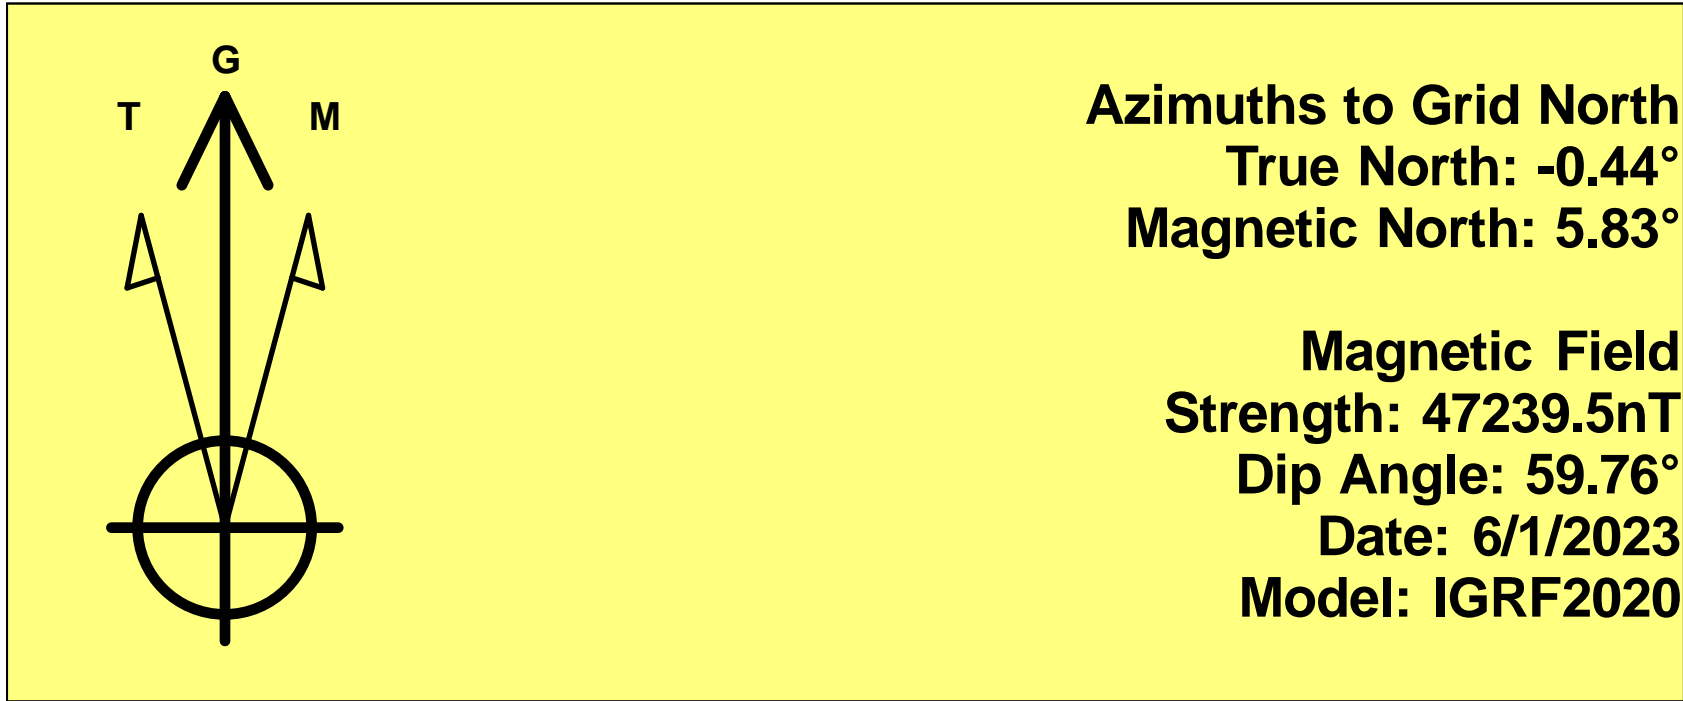 G
T M
Azimuths to Grid North
True North: -0.44°
Magnetic North: 5.83°
Magnetic Field
Strength: 47239.5nT
Dip Angle: 59.76°
Date: 6/1/2023
Model: IGRF2020